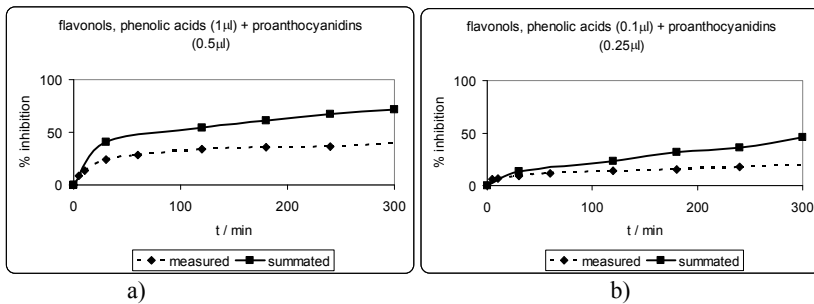 flavonols, phenolic acids (1µl) + proanthocyanidins
(0.5µl)
100
50
0
% inhibition
0
100
200
300
t / min
measured
summated
a)
flavonols, phenolic acids (0.1µl) + proanthocyanidins
(0.25µl)
100
50
0
% inhibition
0
100
200
300
t / min
measured
summated
b)